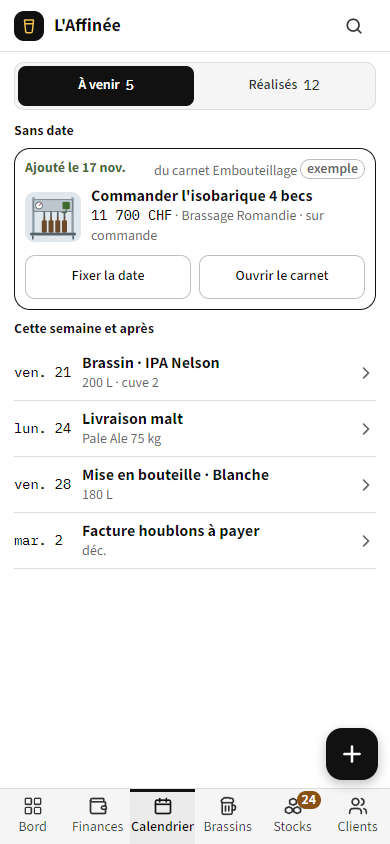 L'Affinée
À venir 5
Réalisés 12
Sans date
Ajouté le 17 nov.
du carnet Embouteillage exemple
Commander l'isobarique 4 becs
11 700 CHF · Brassage Romandie · sur
commande
Fixer la date
Ouvrir le carnet
Cette semaine et après
ven. 21
Brassin · IPA Nelson
200 L · cuve 2
lun. 24
Livraison malt
Pale Ale 75 kg
ven. 28
Mise en bouteille · Blanche
180 L
mar. 2
Facture houblons à payer
déc.
24
Bord
Finances
Calendrier
Brassins
Stocks
Clients